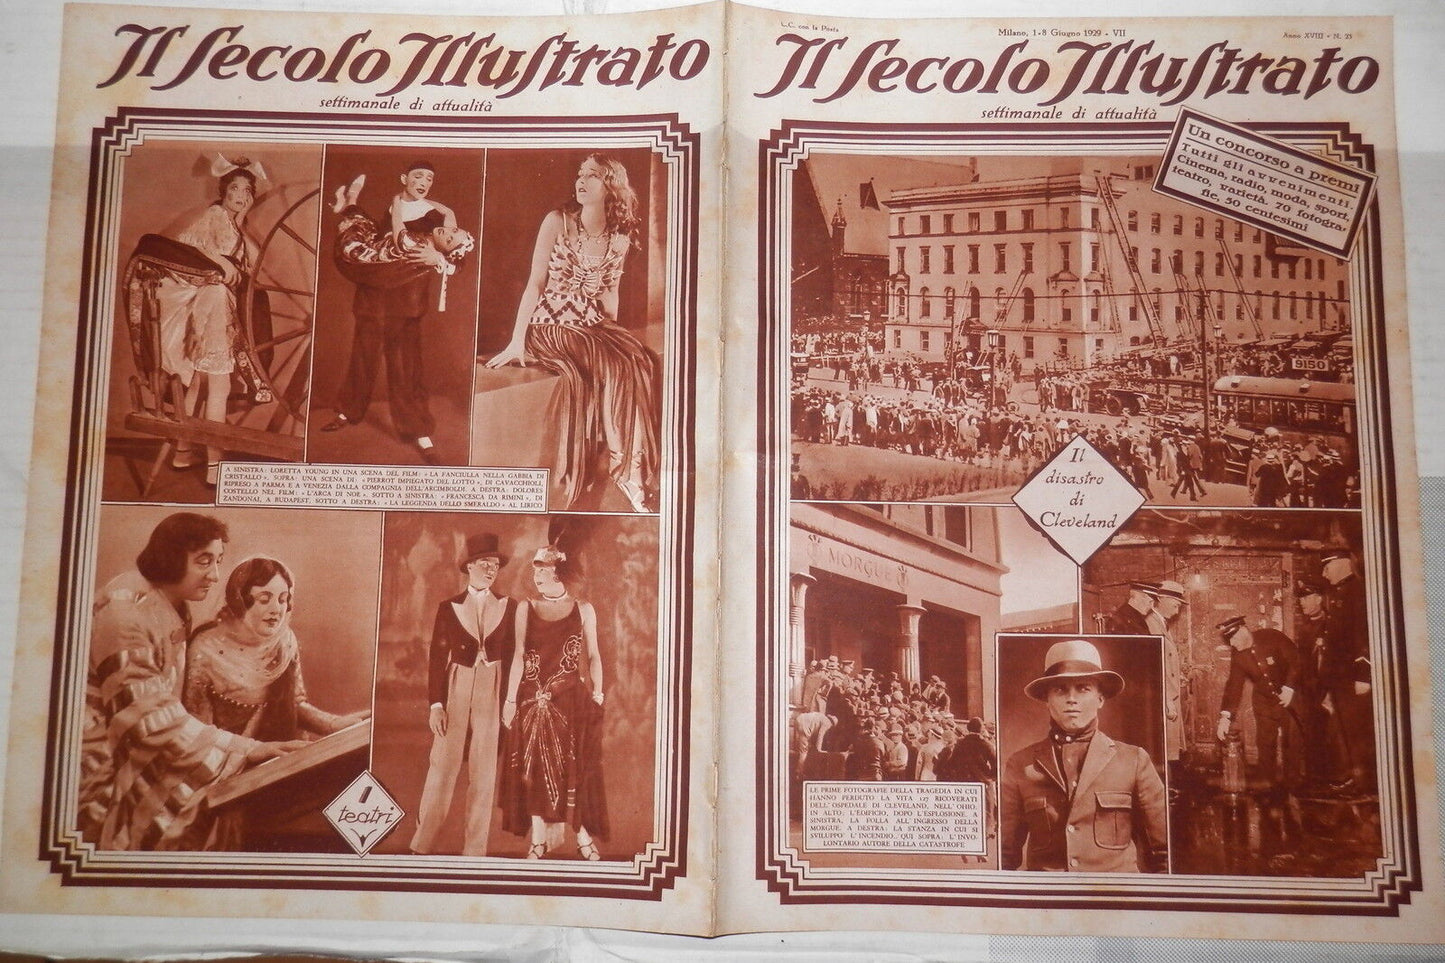 Il Secolo Illustrato
settimanale di attualità
A SINISTRA: LORETTA YOUNG IN UNA SCENA DEL FILM: « LA FANCIULLA NELLA GABBIA DI
CRISTALLO ». SOPRA: UNA SCENA DI: « PIERROT IMPIEGATO DEL LOTTO », DI CAVACCHIOLI,
RIPRESO A PARMA E A VENEZIA DALLA COMPAGNIA DELL'ARCIMBOLDI. A DESTRA: DOLORES
COSTELLO NEL FILM: « L'ARCA DI NOE ». SOTTO A SINISTRA: « FRANCESCA DA RIMINI », DI
ZANDONAI, A BUDAPEST. SOTTO A DESTRA: « LA LEGGENDA DELLO SMERALDO » AL LIRICO
I
teatri
C.C. con la Posta
Milano, 1-8 Giugno 1929 - VII
Anno XVIII - N. 23
Il Secolo Illustrato
settimanale di attualità
Un concorso a premi
Tutti gli avvenimenti.
Cinema, radio, moda, sport,
teatro, varietà. 70 fotogra-
fie, 50 centesimi
9150
Il
disastro
di
Cleveland
MORGUE
LE PRIME FOTOGRAFIE DELLA TRAGEDIA IN CUI
HANNO PERDUTO LA VITA 127 RICOVERATI
DELL'OSPEDALE DI CLEVELAND, NELL'OHIO.
IN ALTO: L'EDIFICIO, DOPO L'ESPLOSIONE. A
SINISTRA, LA FOLLA ALL'INGRESSO DELLA
MORGUE. A DESTRA: LA STANZA IN CUI SI
SVILUPPO' L'INCENDIO. QUI SOPRA: L'INVO-
LONTARIO AUTORE DELLA CATASTROFE